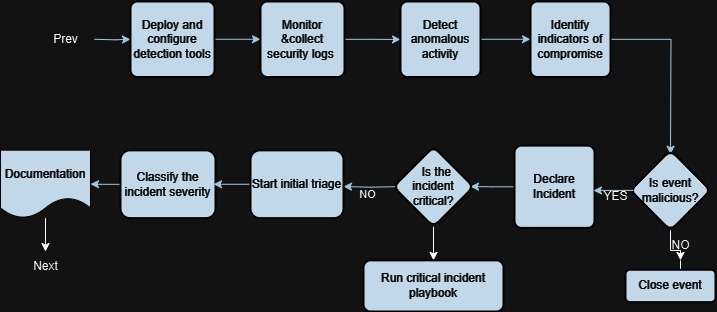 Prev
Deploy and
configure
detection tools
Monitor
&collect
security logs
Detect
anomalous
activity
Identify
indicators of
compromise
Is event
malicious?
YES
NO
Close event
Declare
Incident
Is the
incident
critical?
NO
Run critical incident
playbook
Start initial triage
Classify the
incident severity
Documentation
Next